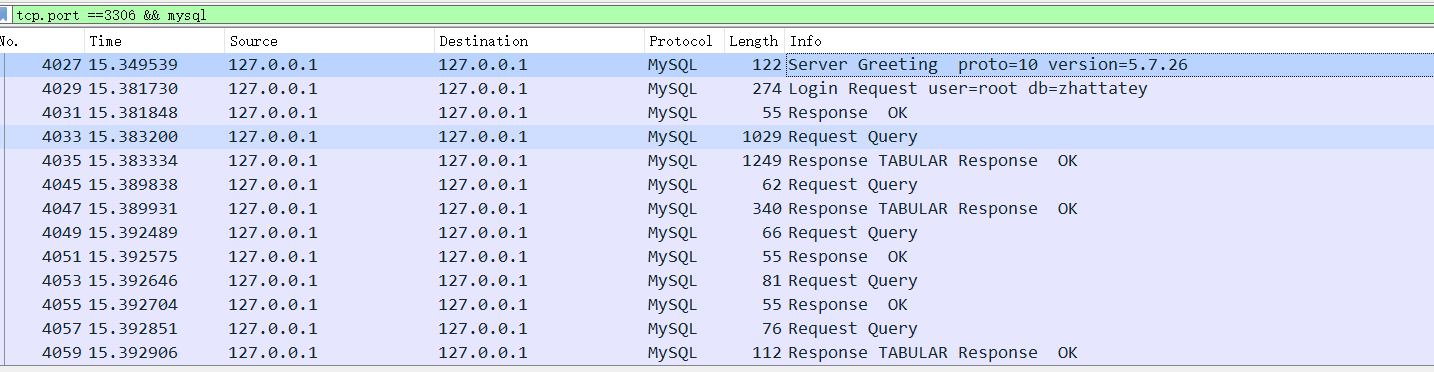 tcp.port ==3306 && mysql
No. Time Source Destination Protocol Length Info
4027 15.349539 127.0.0.1 127.0.0.1 MySQL 122 Server Greeting proto=10 version=5.7.26
4029 15.381730 127.0.0.1 127.0.0.1 MySQL 274 Login Request user=root db=zhattatey
4031 15.381848 127.0.0.1 127.0.0.1 MySQL 55 Response OK
4033 15.383200 127.0.0.1 127.0.0.1 MySQL 1029 Request Query
4035 15.383334 127.0.0.1 127.0.0.1 MySQL 1249 Response TABULAR Response OK
4045 15.389838 127.0.0.1 127.0.0.1 MySQL 62 Request Query
4047 15.389931 127.0.0.1 127.0.0.1 MySQL 340 Response TABULAR Response OK
4049 15.392489 127.0.0.1 127.0.0.1 MySQL 66 Request Query
4051 15.392575 127.0.0.1 127.0.0.1 MySQL 55 Response OK
4053 15.392646 127.0.0.1 127.0.0.1 MySQL 81 Request Query
4055 15.392704 127.0.0.1 127.0.0.1 MySQL 55 Response OK
4057 15.392851 127.0.0.1 127.0.0.1 MySQL 76 Request Query
4059 15.392906 127.0.0.1 127.0.0.1 MySQL 112 Response TABULAR Response OK